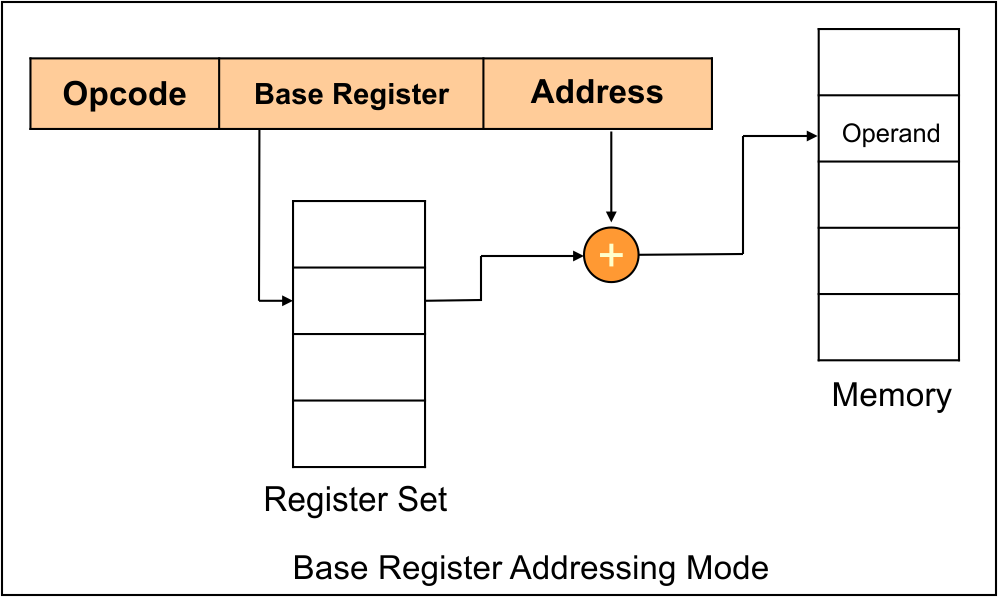 Opcode
Base Register
Address
Operand
+
Memory
Register Set
Base Register Addressing Mode